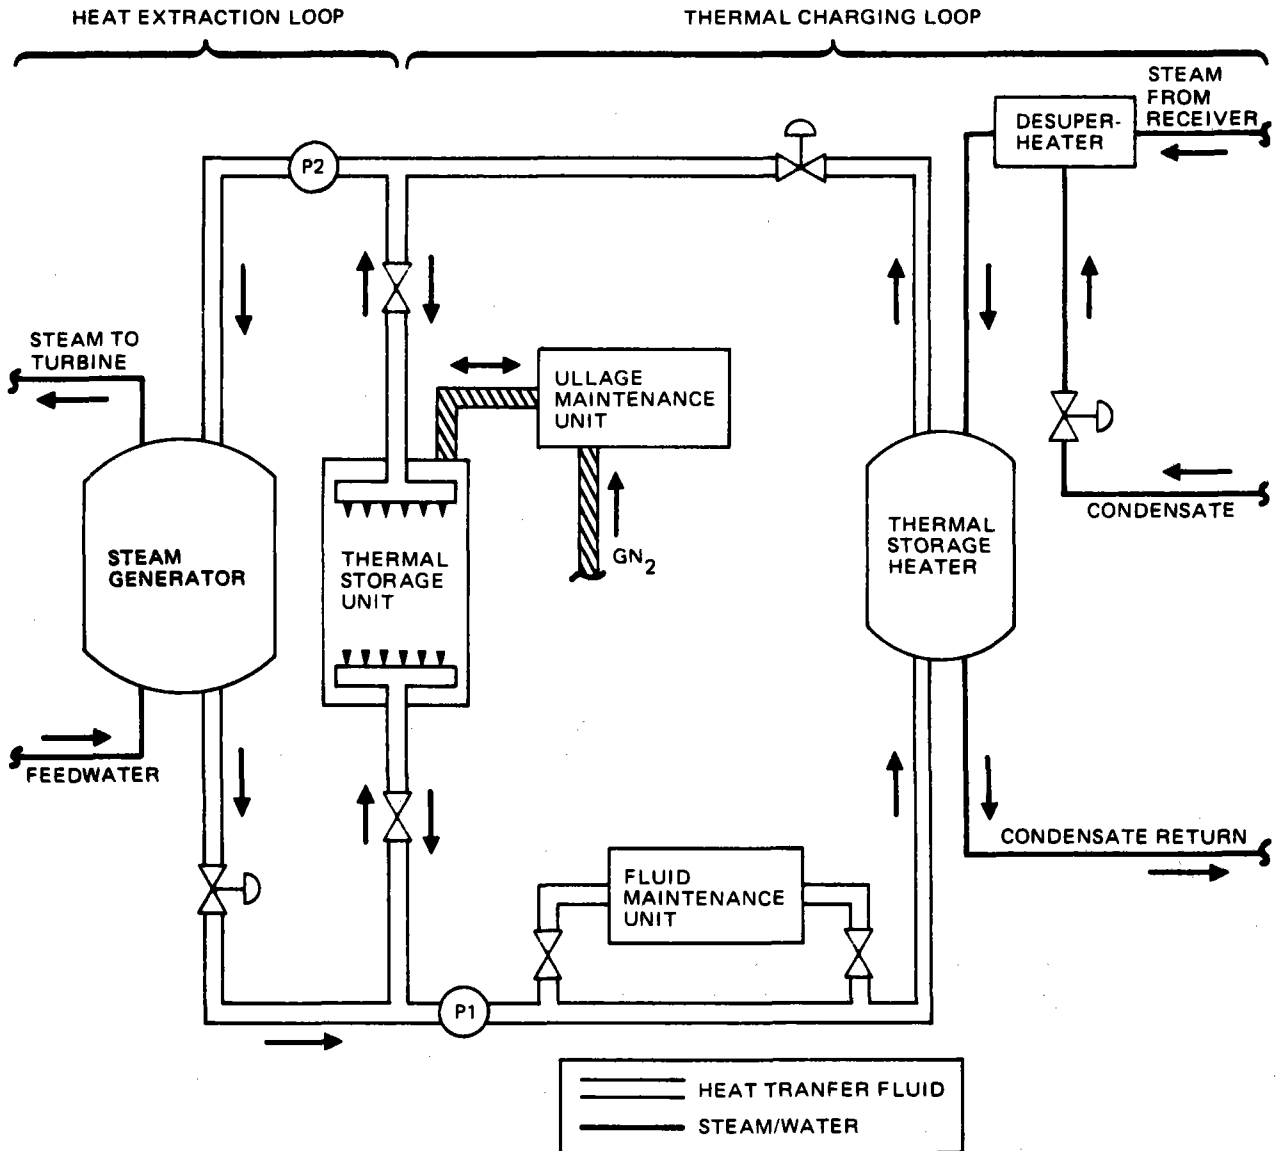 HEAT EXTRACTION LOOP
THERMAL CHARGING LOOP
STEAM
FROM
RECEIVER
DESUPER-
HEATER
P2
STEAM TO
TURBINE
ULLAGE
MAINTENANCE
UNIT
CONDENSATE
THERMAL
STORAGE
HEATER
STEAM
GENERATOR
THERMAL
STORAGE
UNIT
GN2
FEEDWATER
CONDENSATE RETURN
FLUID
MAINTENANCE
UNIT
P1
HEAT TRANFER FLUID
STEAM/WATER